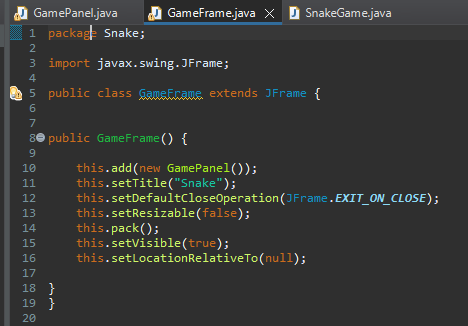 GamePanel.java GameFrame.java SnakeGame.java
1 package Snake;
2
3 import javax.swing.JFrame;
4
5 public class GameFrame extends JFrame {
6
7
8 public GameFrame() {
9
10 this.add(new GamePanel());
11 this.setTitle("Snake");
12 this.setDefaultCloseOperation(JFrame.EXIT_ON_CLOSE);
13 this.setResizable(false);
14 this.pack();
15 this.setVisible(true);
16 this.setLocationRelativeTo(null);
17
18 }
19 }
20